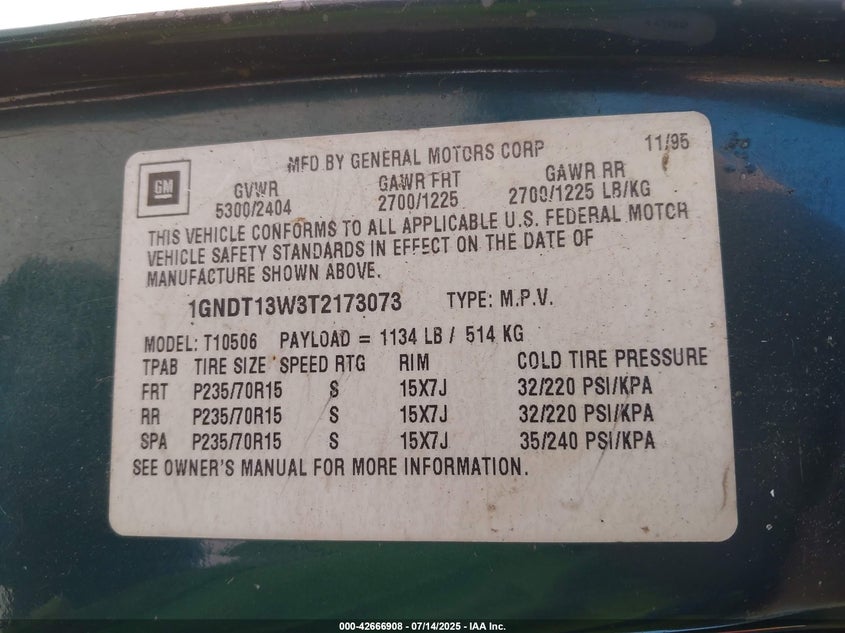 MFD BY GENERAL MOTORS CORP 11/95
GM
GVWR GAWR FRT GAWR RR
5300/2404 2700/1225 2700/1225 LB/KG
THIS VEHICLE CONFORMS TO ALL APPLICABLE U.S. FEDERAL MOTOR
VEHICLE SAFETY STANDARDS IN EFFECT ON THE DATE OF
MANUFACTURE SHOWN ABOVE.
1GNDT13W3T2173073 TYPE: M.P.V.
MODEL: T10506 PAYLOAD = 1134 LB / 514 KG
TPAB TIRE SIZE SPEED RTG RIM COLD TIRE PRESSURE
FRT P235/70R15 S 15X7J 32/220 PSI/KPA
RR P235/70R15 S 15X7J 32/220 PSI/KPA
SPA P235/70R15 S 15X7J 35/240 PSI/KPA
SEE OWNER'S MANUAL FOR MORE INFORMATION.
000-42666908 - 07/14/2025 - IAA Inc.